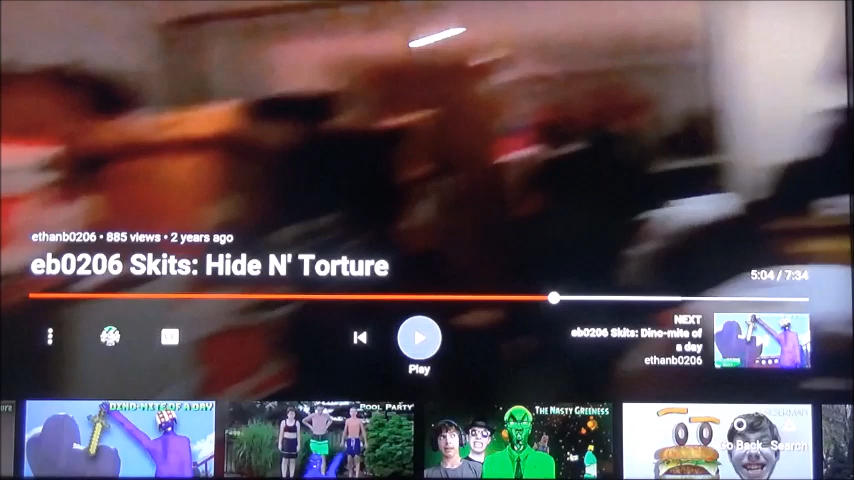 ethanb0206 • 885 views • 2 years ago
eb0206 Skits: Hide N' Torture
5:04 / 7:34
NEXT
eb0206 Skits: Dino-mite of
a day
ethanb0206
Play
DINO-MITE OF A DAY
POOL PARTY
THE NASTY GREENESS
Go Back
Search